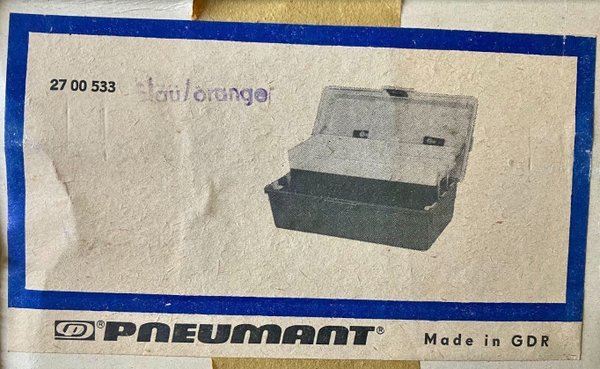 27 00 533 blau/orange
® PNEUMANT®
Made in GDR